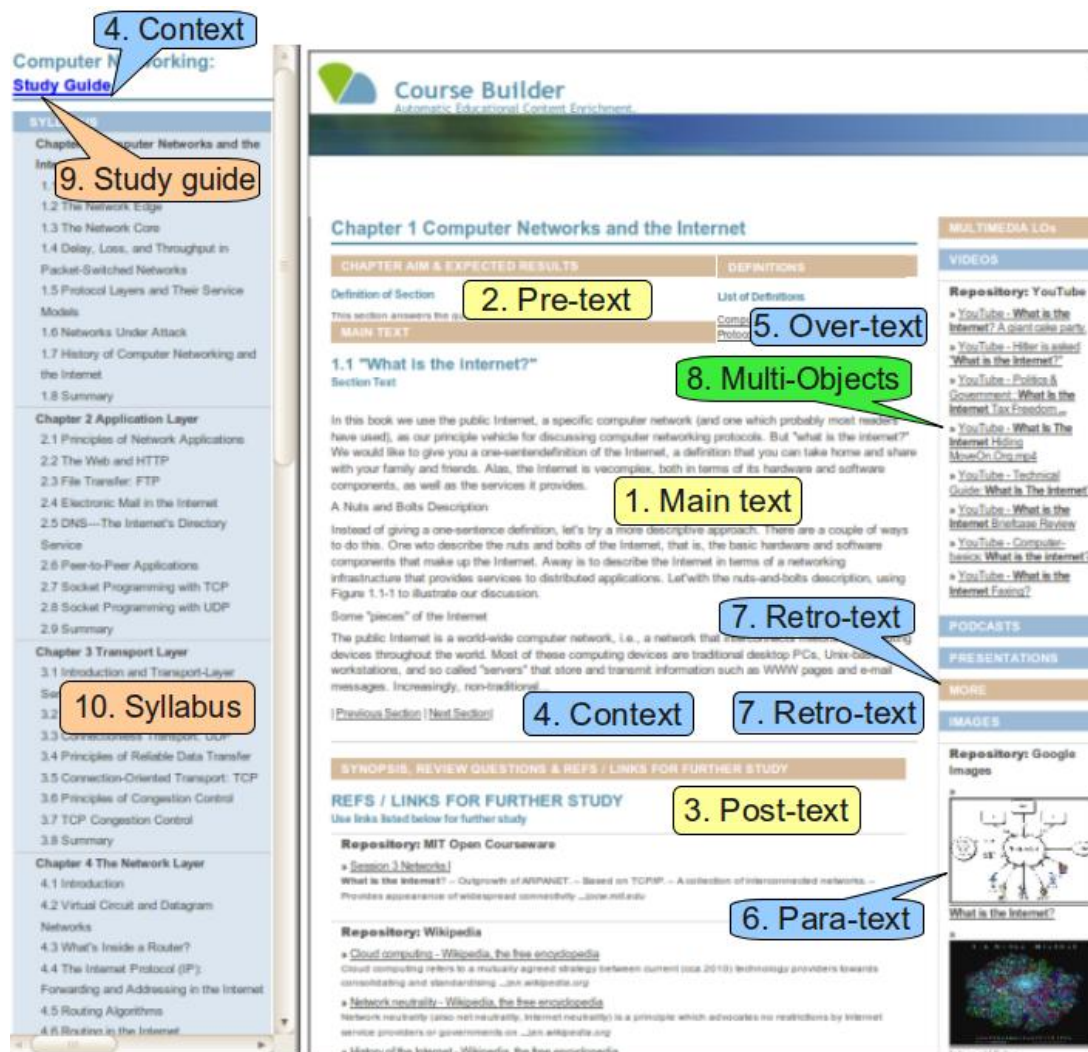 4. Context
Computer N orking:
Study Guide
9. Study guide
1.2 The Network Edge
1.3 The Network Core
1.4 Delay, Loss, and Throughput in
Packet-Switched Networks
1.5 Protocol Layers and Their Service
Models
1.6 Networks Under Attack
1.7 History of Computer Networking and
the Internet
1.8 Summary
Chapter 2 Application Layer
2.1 Principles of Network Applications
2.2 The Web and HTTP
2.3 File Transfer: FTP
2.4 Electronic Mail in the Internet
2.5 DNS---The Internet's Directory
Service
2.6 Peer-to-Peer Applications
2.7 Socket Programming with TCP
2.8 Socket Programming with UDP
2.9 Summary
Chapter 3 Transport Layer
3.1 Introduction and Transport-Layer
10. Syllabus
3.3 Connectionless Transport: UDP
3.4 Principles of Reliable Data Transfer
3.5 Connection-Oriented Transport: TCP
3.6 Principles of Congestion Control
3.7 TCP Congestion Control
3.8 Summary
Chapter 4 The Network Layer
4.1 Introduction
4.2 Virtual Circuit and Datagram
Networks
4.3 What's Inside a Router?
4.4 The Internet Protocol (IP):
Forwarding and Addressing in the Internet
4.5 Routing Algorithms
4.6 Routing in the Internet
Course Builder
Automatic Educational Content Enrichment.
Chapter 1 Computer Networks and the Internet
CHAPTER AIM & EXPECTED RESULTS
DEFINITIONS
Definition of Section
2. Pre-text
List of Definitions
This section answers the
5. Over-text
MAIN TEXT
1.1 "What is the Internet?"
Section Text
8. Multi-Objects
In this book we use the public Internet, a specific computer network (and one which probably most readers
have used), as our principle vehicle for discussing computer networking protocols. But "what is the internet?"
We would like to give you a one-sentendefinition of the Internet, a definition that you can take home and share
with your family and friends. Alas, the Internet is vecomplex, both in terms of its hardware and software
components, as well as the services it provides.
1. Main text
A Nuts and Bolts Description
Instead of giving a one-sentence definition, let's try a more descriptive approach. There are a couple of ways
to do this. One wto describe the nuts and bolts of the Internet, that is, the basic hardware and software
components that make up the Internet. Away is to describe the Internet in terms of a networking
infrastructure that provides services to distributed applications. Let'with the nuts-and-bolts description, using
Figure 1.1-1 to illustrate our discussion.
Some "pieces" of the Internet
7. Retro-text
The public Internet is a world-wide computer network, i.e., a network that
devices throughout the world. Most of these computing devices are traditional desktop PCs, Unix-based
workstations, and so called "servers" that store and transmit information such as WWW pages and e-mail
messages. Increasingly, non-traditional...
| Previous Section | Next Section|
4. Context
7. Retro-text
SYNOPSIS, REVIEW QUESTIONS & REFS / LINKS FOR FURTHER STUDY
REFS / LINKS FOR FURTHER STUDY
Use links listed below for further study
3. Post-text
Repository: MIT Open Courseware
» Session 3 Networks I
What is the Internet? – Outgrowth of ARPANET. – Based on TCP/IP. – A collection of interconnected networks. –
Provides appearance of widespread connectivity ...ocw.mit.edu
Repository: Wikipedia
6. Para-text
» Cloud computing - Wikipedia, the free encyclopedia
Cloud computing refers to a mutually agreed strategy between current (cca 2010) technology providers towards
consolidating and standardising ...en.wikipedia.org
» Network neutrality - Wikipedia, the free encyclopedia
Network neutrality (also net neutrality, Internet neutrality) is a principle which advocates no restrictions by Internet
service providers or governments on ...en.wikipedia.org
» History of the Internet - Wikipedia, the free encyclopedia
MULTIMEDIA LOs
VIDEOS
Repository: YouTube
» YouTube - What is the
Internet? A giant cake party.
» YouTube - Hitler is asked
"What is the Internet?"
» YouTube - Politics &
Government: What is the
Internet Tax Freedom ...
» YouTube - What Is The
Internet Hiding
MoveOn.Org.mp4
» YouTube - Technical
Guide: What Is The Internet
» YouTube - What is the
Internet Briefcase Review
» YouTube - Computer-
basics: What is the internet?
» YouTube - What is the
Internet Faxing?
PODCASTS
PRESENTATIONS
MORE
IMAGES
Repository: Google
Images
»
What is the Internet?
»